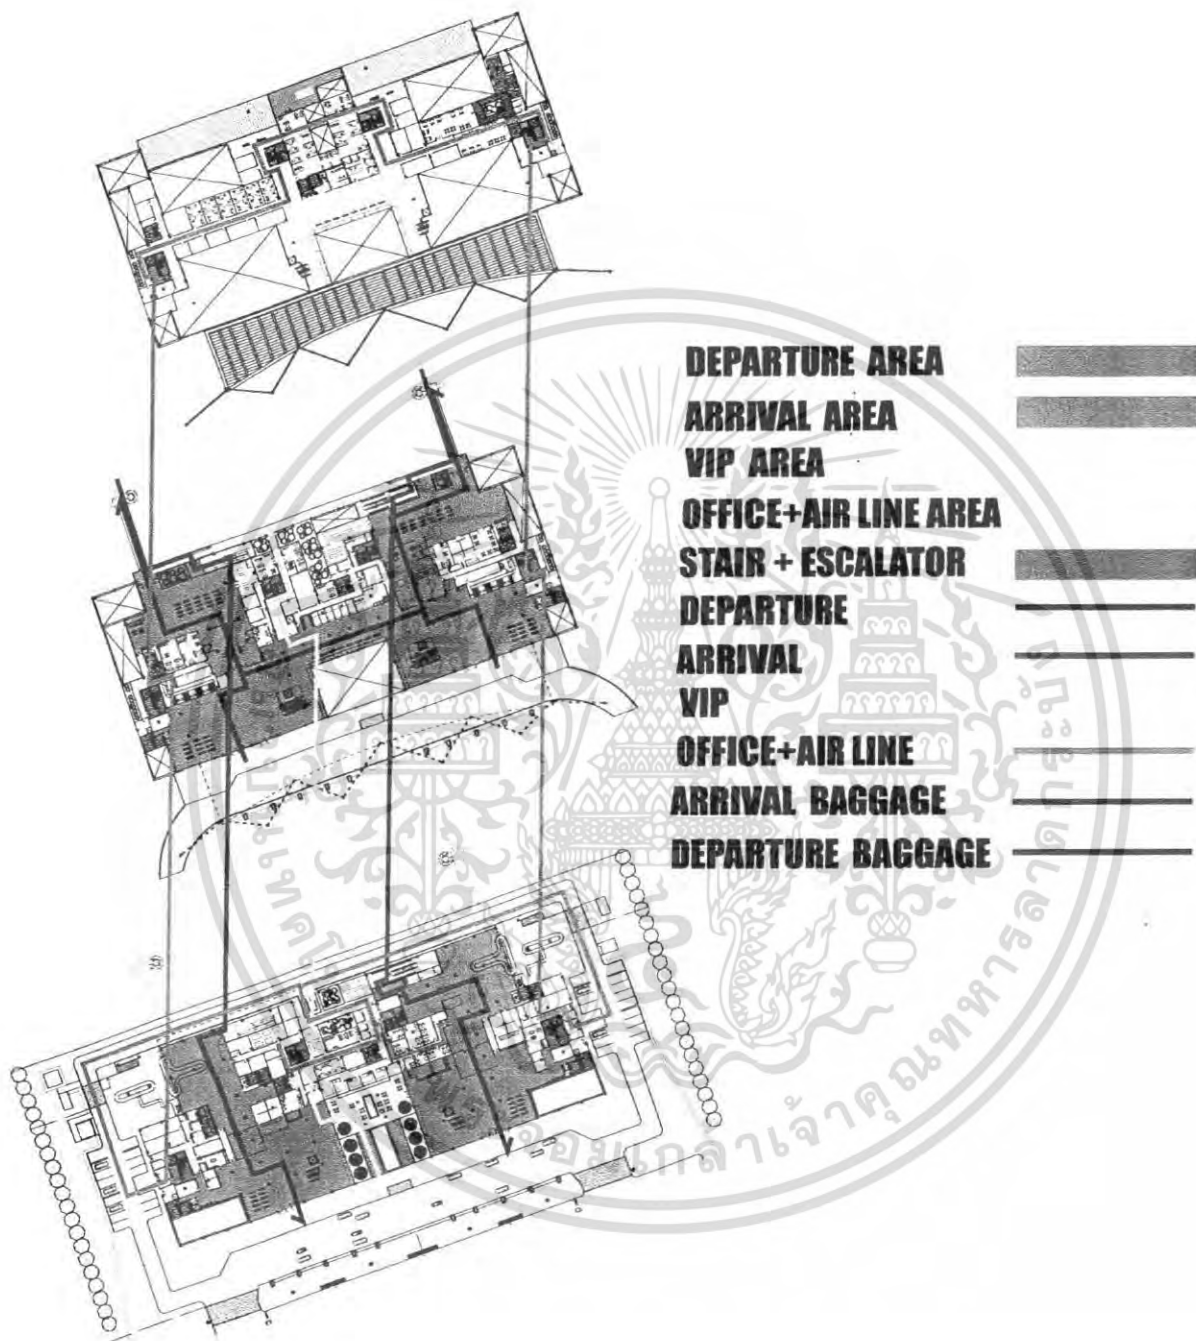 DEPARTURE AREA
ARRIVAL AREA
VIP AREA
OFFICE+AIR LINE AREA
STAIR + ESCALATOR
DEPARTURE
ARRIVAL
VIP
OFFICE+AIR LINE
ARRIVAL BAGGAGE
DEPARTURE BAGGAGE